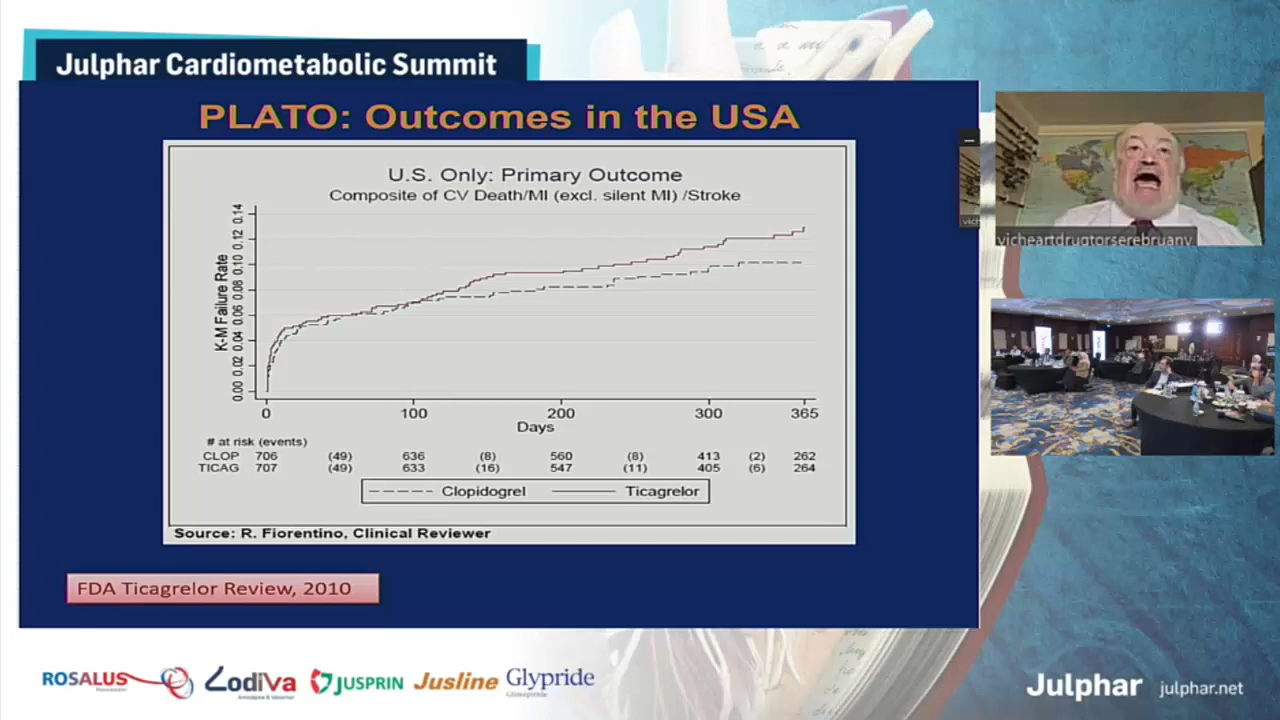 Julphar Cardiometabolic Summit
PLATO: Outcomes in the USA
U.S. Only: Primary Outcome
Composite of CV Death/MI (excl. silent MI) /Stroke
K-M Failure Rate
0.00 0.02 0.04 0.06 0.08 0.10 0.12 0.14
0 100 200 300 365
Days
# at risk (events)
CLOP 706 (49) 636 (8) 560 (8) 413 (2) 262
TICAG 707 (49) 633 (16) 547 (11) 405 (6) 264
Clopidogrel Ticagrelor
Source: R. Fiorentino, Clinical Reviewer
FDA Ticagrelor Review, 2010
vicheartdrugtorserebruany
ROSALUS
Lodiva
Amlodipine & Valsartan
JUSPRIN
Jusline
Glypride
Glimepiride
Julphar julphar.net